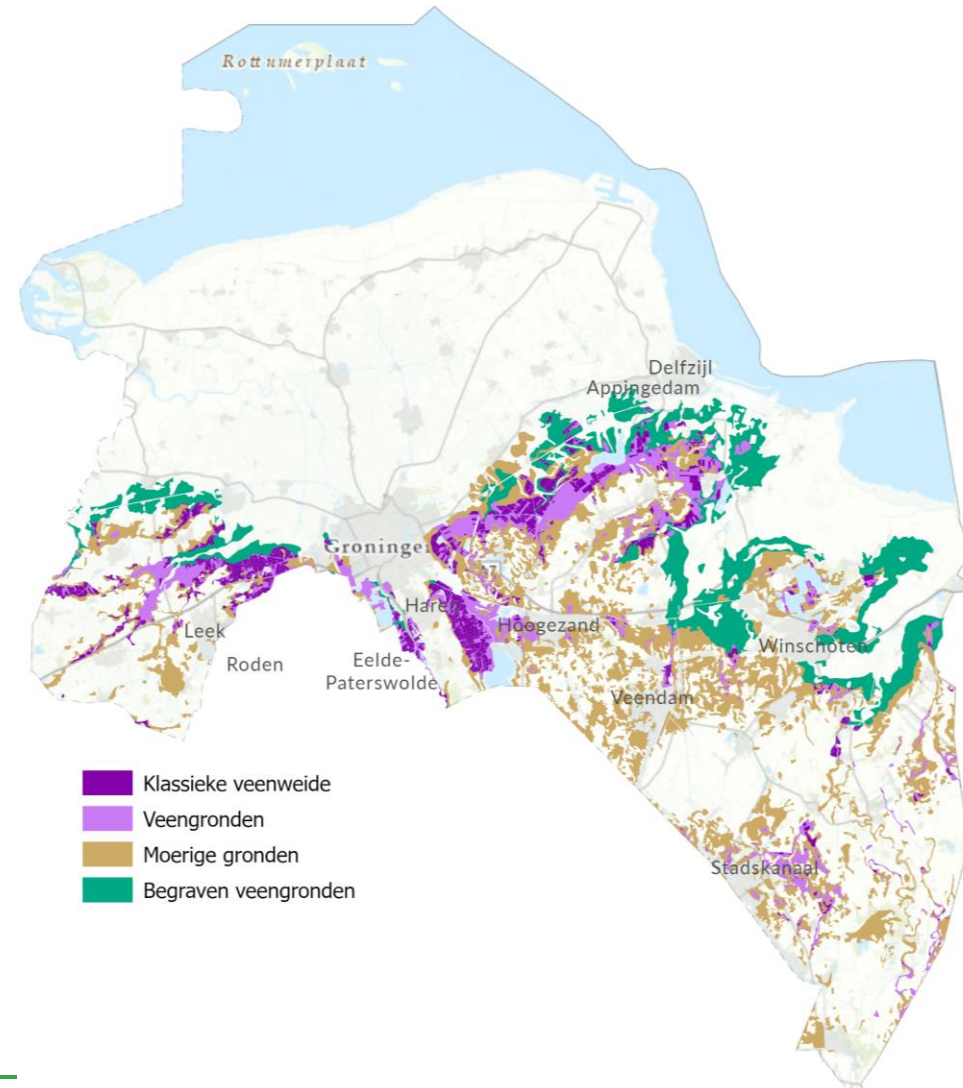 Rottumerplaat
Delfzijl
Appingedam
Groningen
Haren
Hoogezand
Leek
Roden
Eelde-
Paterswolde
Winschoten
Veendam
Stadskanaal
Klassieke veenweide
Veengronden
Moerige gronden
Begraven veengronden